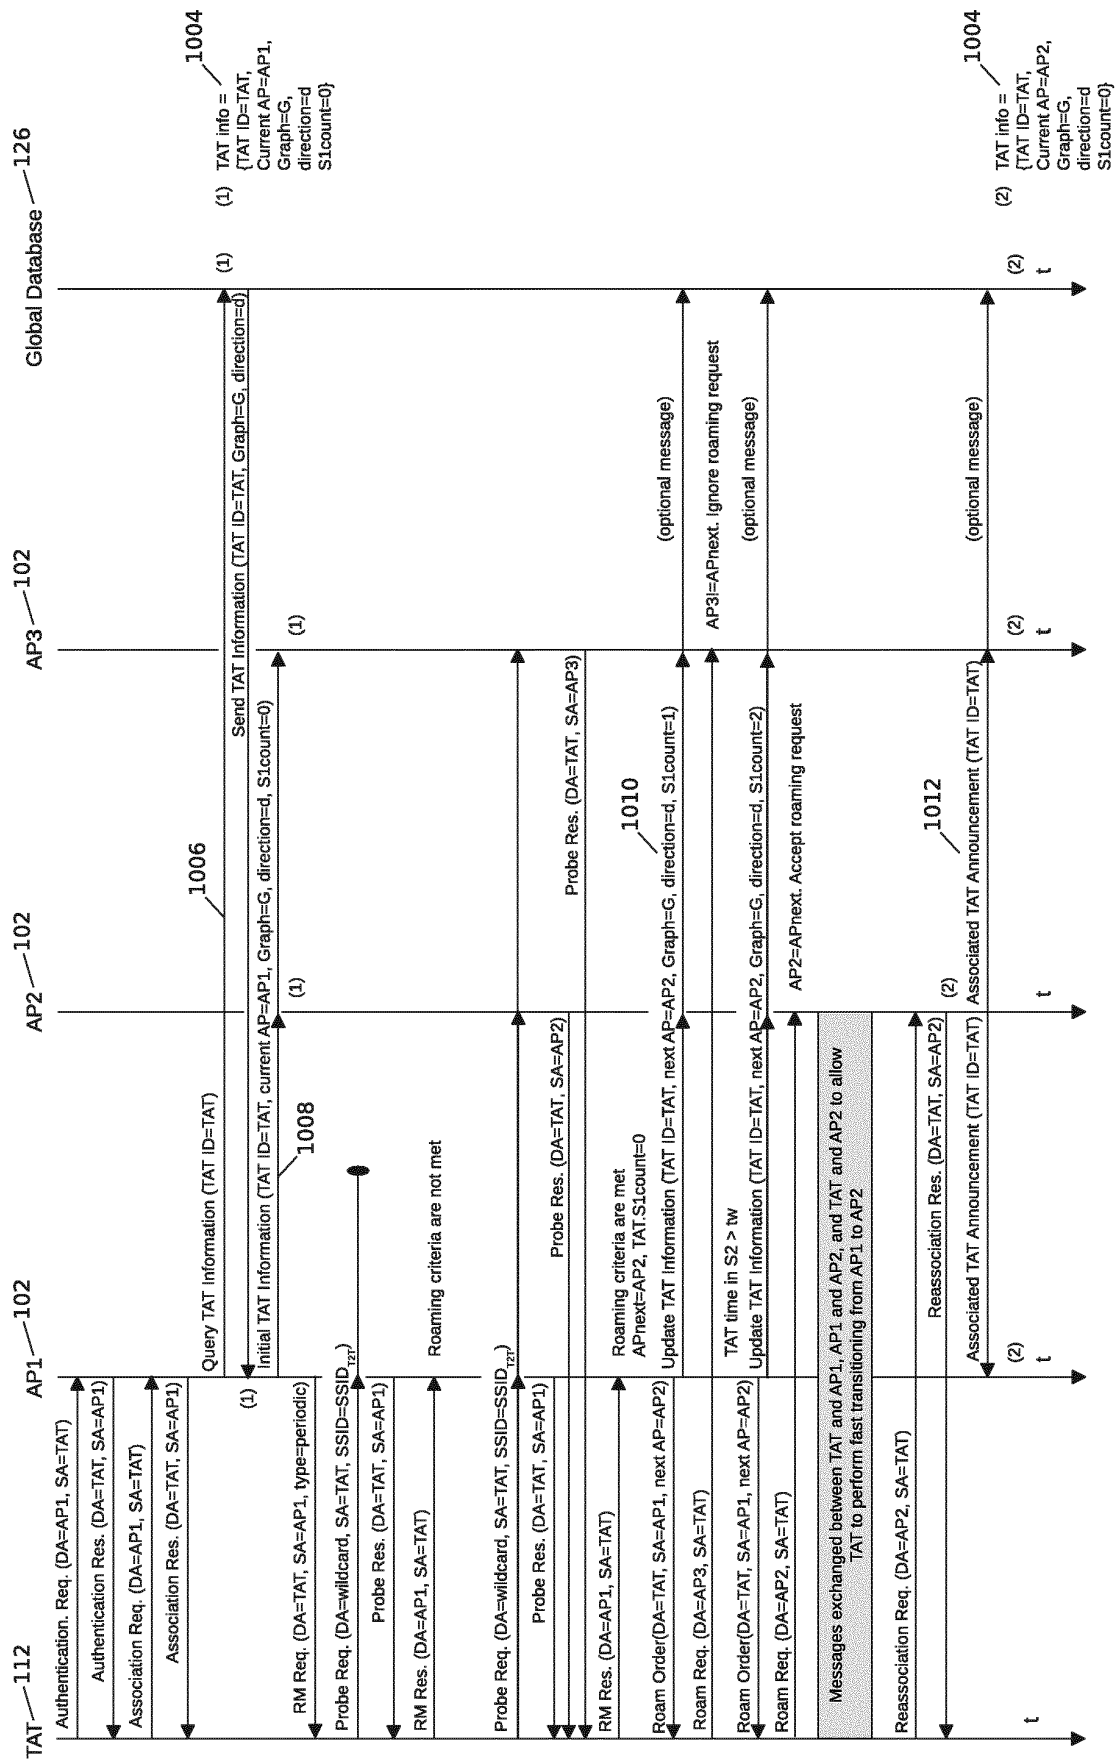 TAT 112
AP1 102
AP2 102
AP3 102
Global Database 126
Authentication. Req. (DA=AP1, SA=TAT)
Authentication Res. (DA=TAT, SA=AP1)
Association Req. (DA=AP1, SA=TAT)
Association Res. (DA=TAT, SA=AP1)
Query TAT Information (TAT ID=TAT)
1006
(1)
(1)
TAT info =
{TAT ID=TAT,
Current AP=AP1,
Graph=G,
direction=d
S1count=0}
1004
Send TAT Information (TAT ID=TAT, Graph=G, direction=d)
(1)
Initial TAT Information (TAT ID=TAT, current AP=AP1, Graph=G, direction=d, S1count=0)
1008
(1)
(1)
RM Req. (DA=TAT, SA=AP1, type=periodic)
Probe Req. (DA=wildcard, SA=TAT, SSID=SSID_T2T)
Probe Res. (DA=TAT, SA=AP1)
RM Res. (DA=AP1, SA=TAT)
Roaming criteria are not met
Probe Req. (DA=wildcard, SA=TAT, SSID=SSID_T2T)
Probe Res. (DA=TAT, SA=AP1)
Probe Res. (DA=TAT, SA=AP2)
Probe Res. (DA=TAT, SA=AP3)
RM Res. (DA=AP1, SA=TAT)
Roaming criteria are met
APnext=AP2, TAT.S1count=0
1010
Roam Order(DA=TAT, SA=AP1, next AP=AP2)
Update TAT Information (TAT ID=TAT, next AP=AP2, Graph=G, direction=d, S1count=1)
(optional message)
Roam Req. (DA=AP3, SA=TAT)
AP3!=APnext. Ignore roaming request
TAT time in S2 > tw
Roam Order(DA=TAT, SA=AP1, next AP=AP2)
Update TAT Information (TAT ID=TAT, next AP=AP2, Graph=G, direction=d, S1count=2)
(optional message)
Roam Req. (DA=AP2, SA=TAT)
AP2=APnext. Accept roaming request
Messages exchanged between TAT and AP1, AP1 and AP2, and TAT and AP2 to allow
TAT to perform fast transitioning from AP1 to AP2
Reassociation Req. (DA=AP2, SA=TAT)
Reassociation Res. (DA=TAT, SA=AP2)
(2)
1012
Associated TAT Announcement (TAT ID=TAT)
Associated TAT Announcement (TAT ID=TAT)
(optional message)
(2)
(2)
(2)
(2)
TAT info =
{TAT ID=TAT,
Current AP=AP2,
Graph=G,
direction=d
S1count=0}
1004
t
t
t
t
t